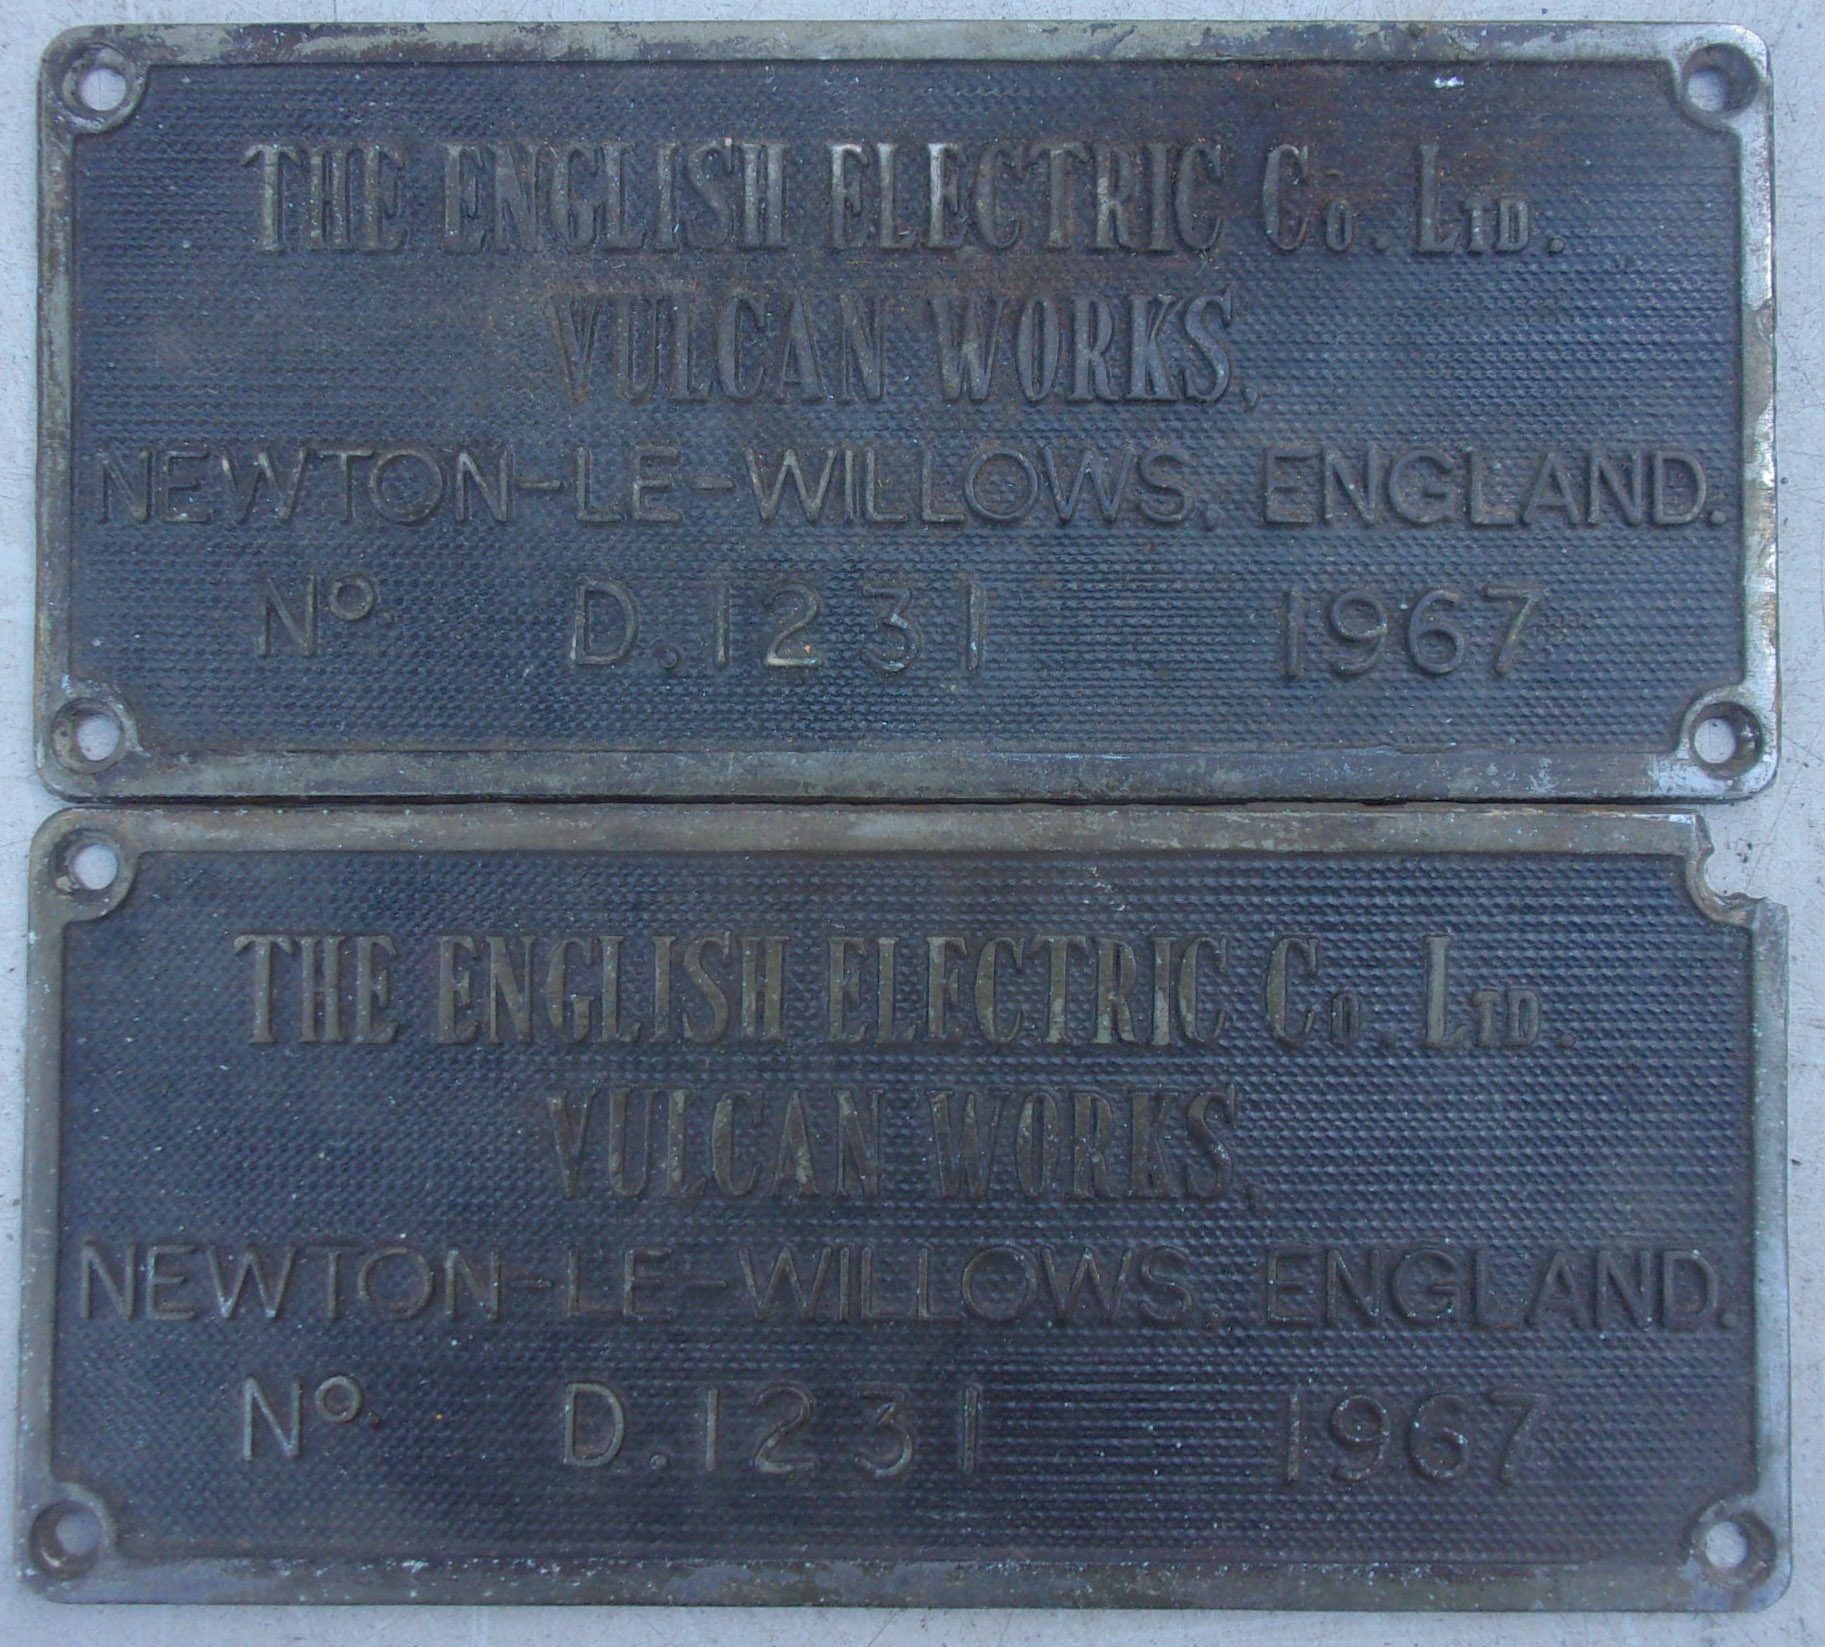 THE ENGLISH ELECTRIC Co. LTD.
VULCAN WORKS,
NEWTON-LE-WILLOWS, ENGLAND.
No. D.1231 1967
THE ENGLISH ELECTRIC Co. LTD.
VULCAN WORKS,
NEWTON-LE-WILLOWS, ENGLAND.
No. D.1231 1967